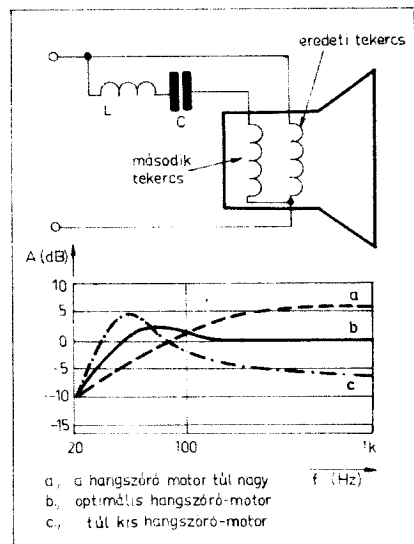 eredeti tekercs
L
C
második
tekercs
A (dB)
10
5
0
-5
-10
-15
a
b
c
20
100
1k
f (Hz)
a, a hangszóró motor túl nagy
b, optimális hangszóró-motor
c, túl kis hangszóró-motor